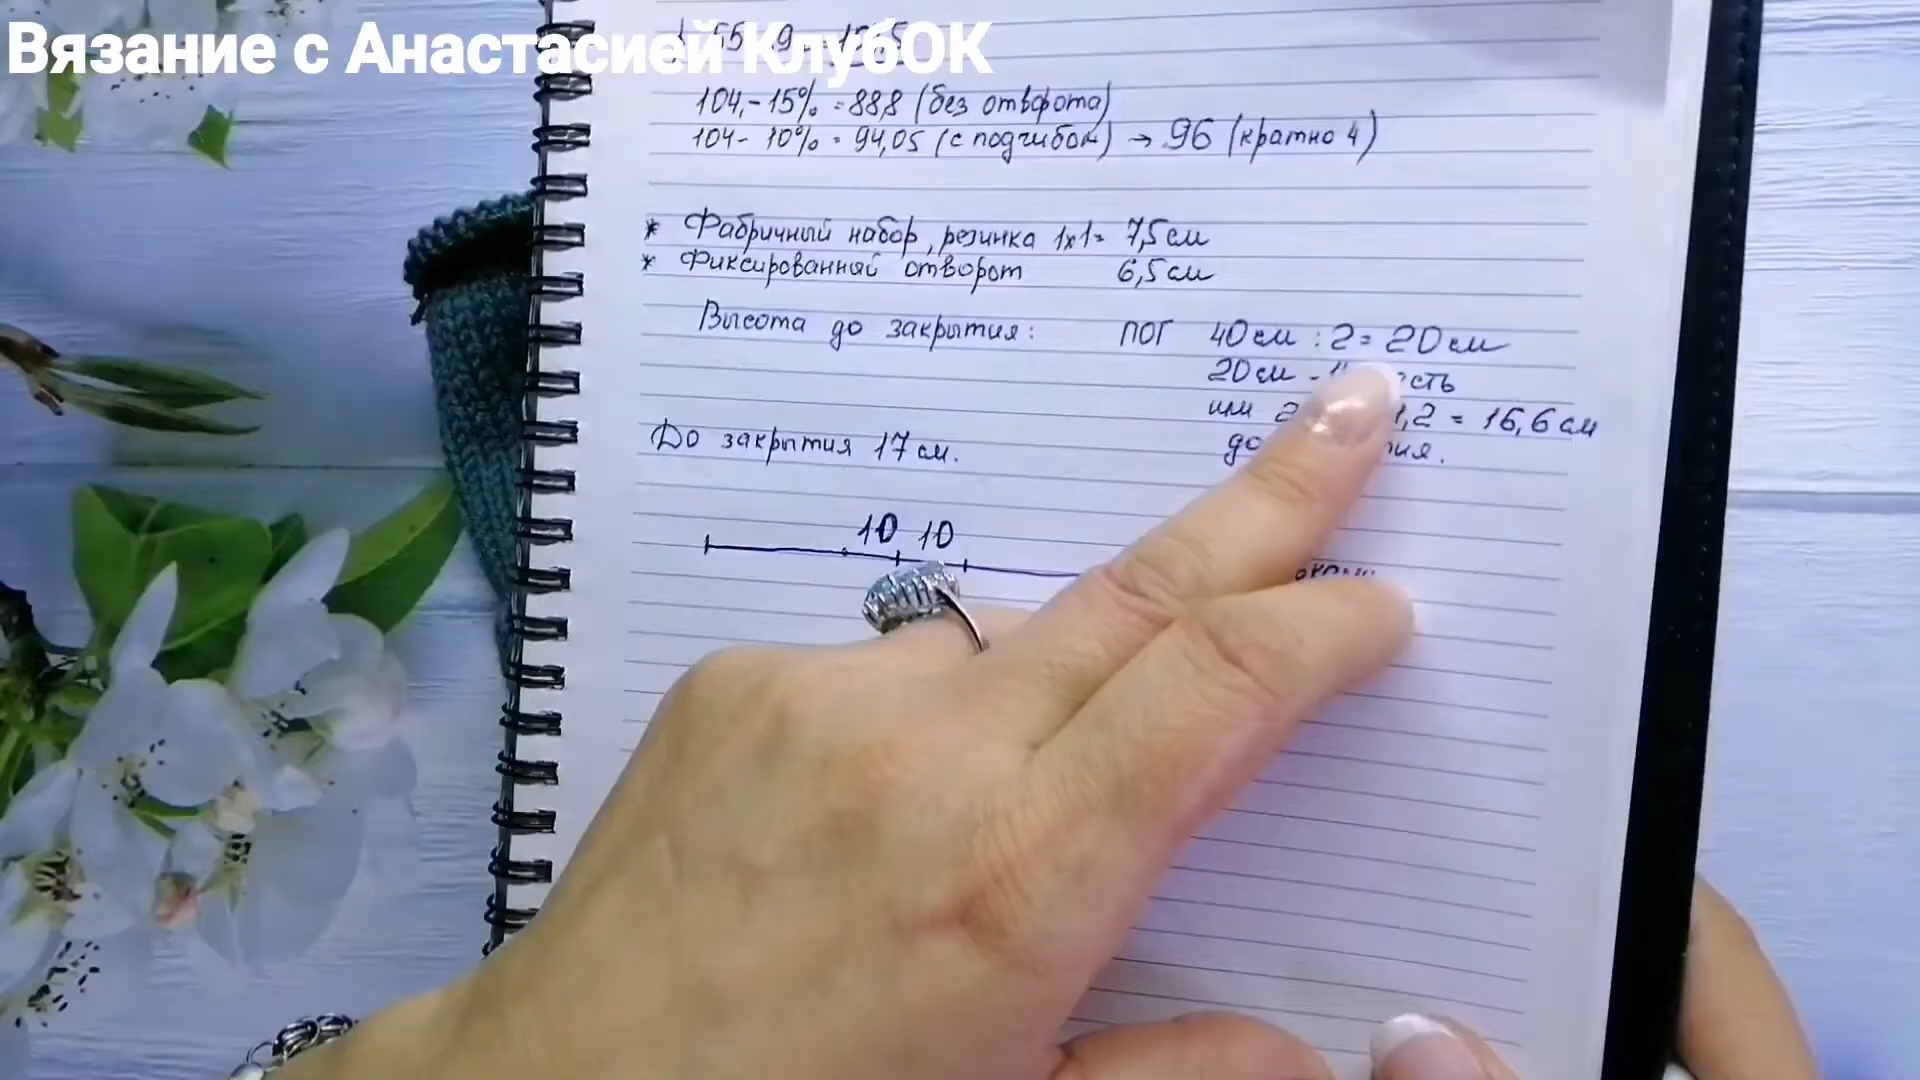 Вязание с Анастасией КлубОК
104,-15% = 88,8 (без отворота)
104- 10% = 94,05 (с подгибом) → 96 (кратно 4)
* Фабричный набор, резинка 1х1= 7,5 см
* Фиксированный отворот 6,5 см
Высота до закрытия: ПОГ 40 см : 2 = 20 см
20 см -
или = 16,6 см
До закрытия 17 см.
10 10